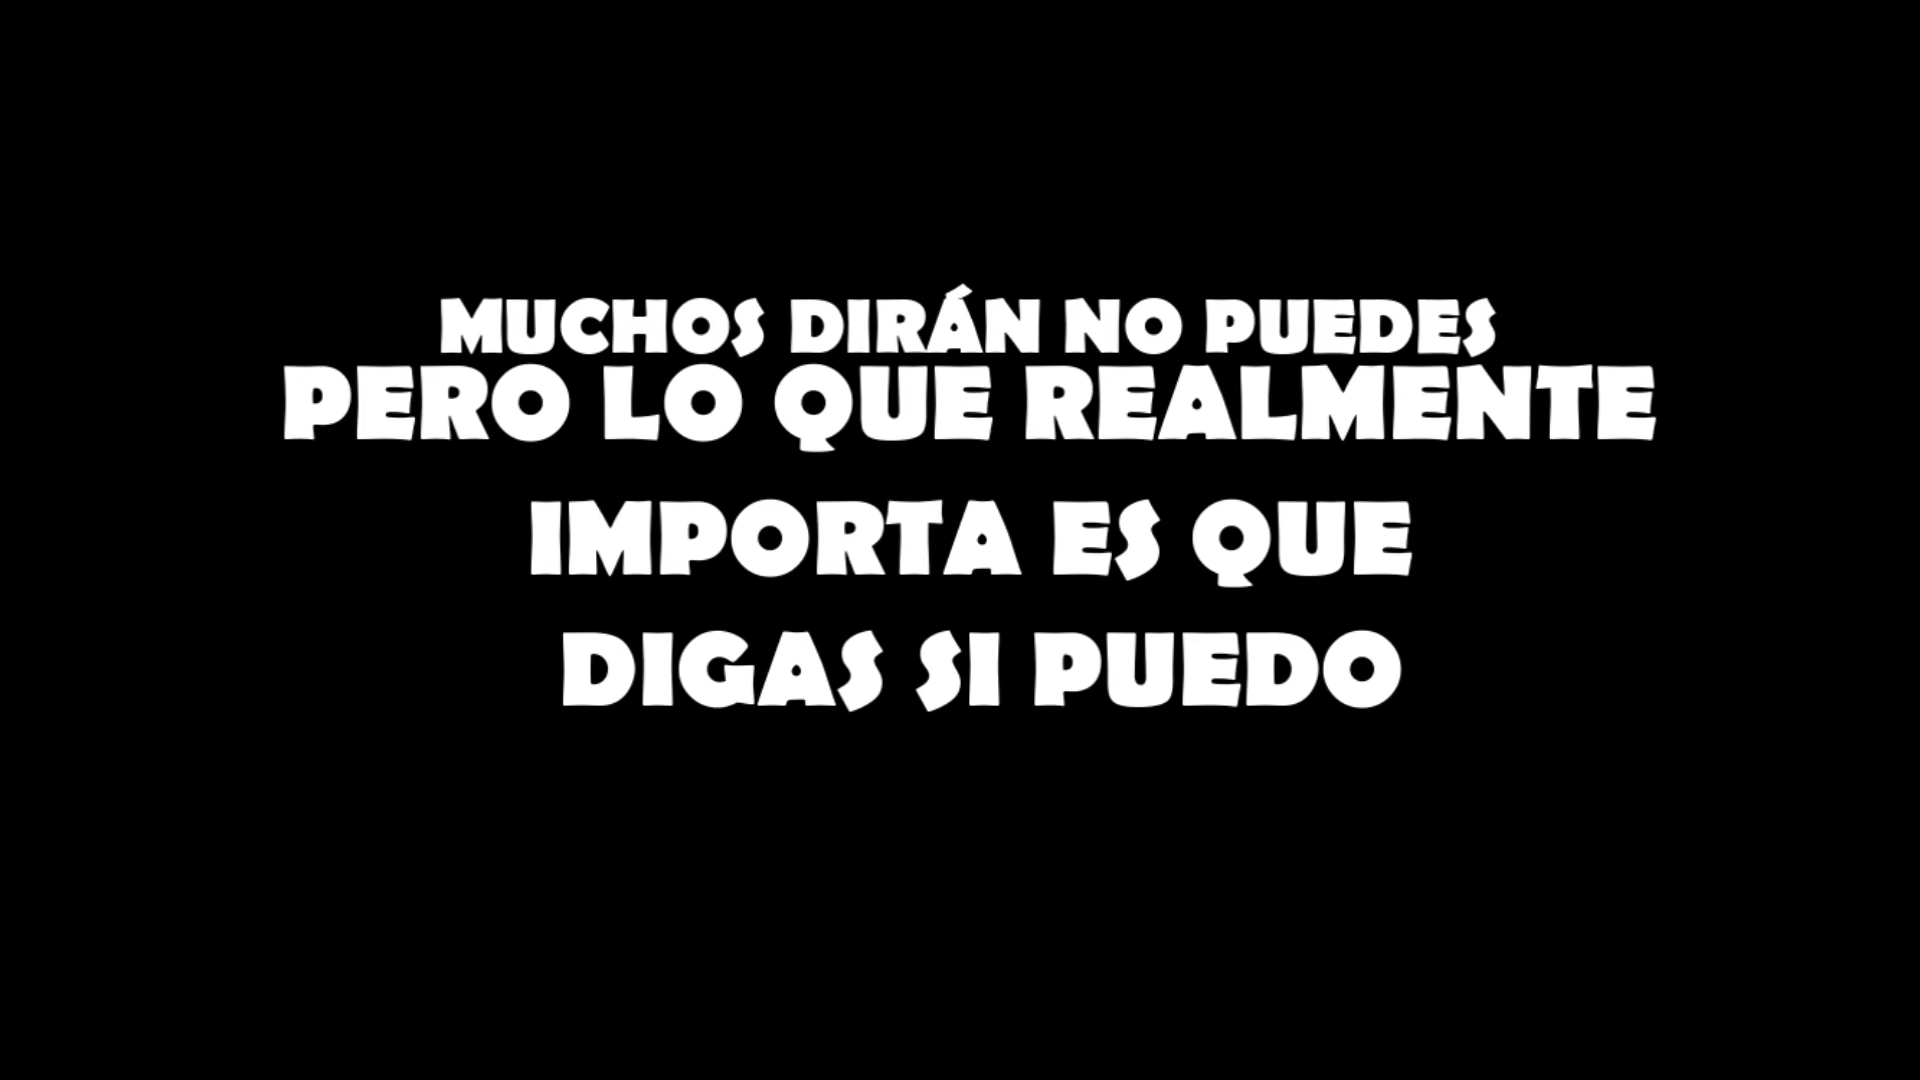 MUCHOS DIRÁN NO PUEDES
PERO LO QUE REALMENTE
IMPORTA ES QUE
DIGAS SI PUEDO